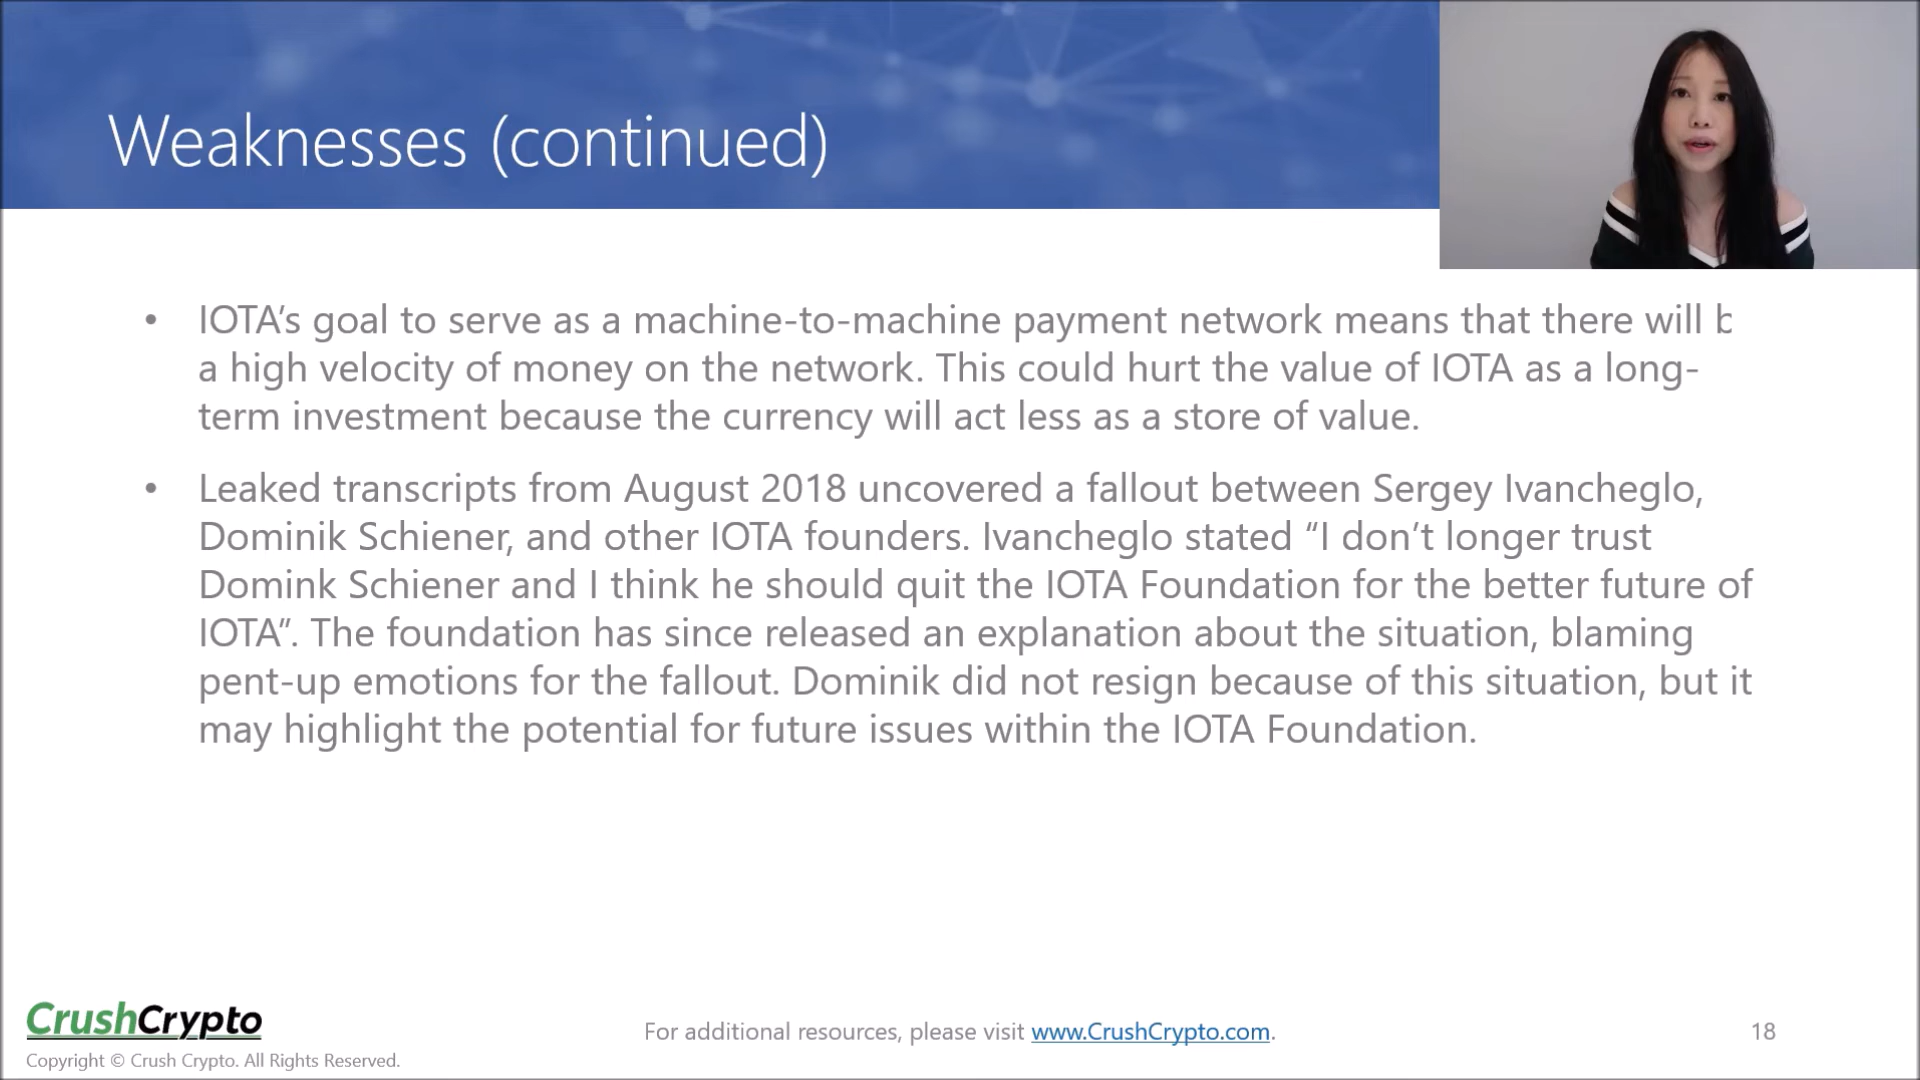 Weaknesses (continued)
• IOTA’s goal to serve as a machine-to-machine payment network means that there will b
a high velocity of money on the network. This could hurt the value of IOTA as a long-
term investment because the currency will act less as a store of value.
• Leaked transcripts from August 2018 uncovered a fallout between Sergey Ivancheglo,
Dominik Schiener, and other IOTA founders. Ivancheglo stated “I don’t longer trust
Domink Schiener and I think he should quit the IOTA Foundation for the better future of
IOTA”. The foundation has since released an explanation about the situation, blaming
pent-up emotions for the fallout. Dominik did not resign because of this situation, but it
may highlight the potential for future issues within the IOTA Foundation.
CrushCrypto
Copyright © Crush Crypto. All Rights Reserved.
For additional resources, please visit www.CrushCrypto.com.
18